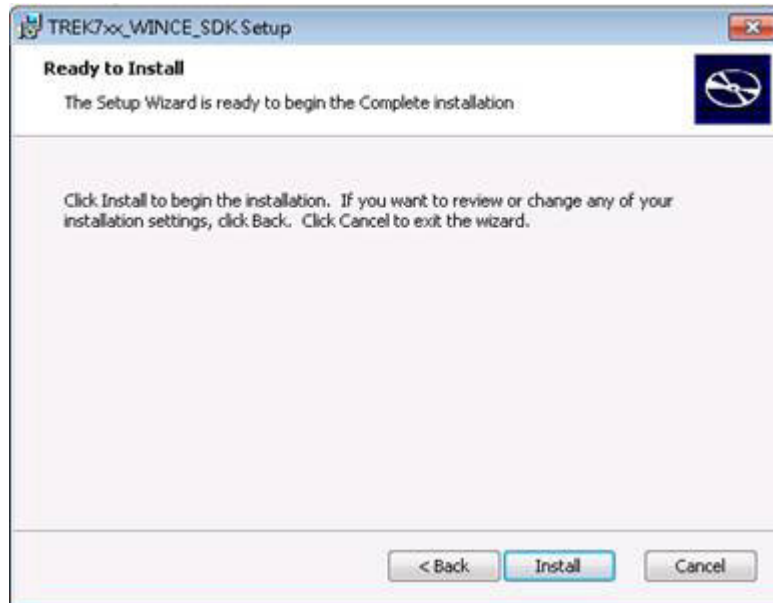 TREK7xx_WINCE_SDK Setup
Ready to Install
The Setup Wizard is ready to begin the Complete installation
Click Install to begin the installation. If you want to review or change any of your
installation settings, click Back. Click Cancel to exit the wizard.
< Back Install Cancel